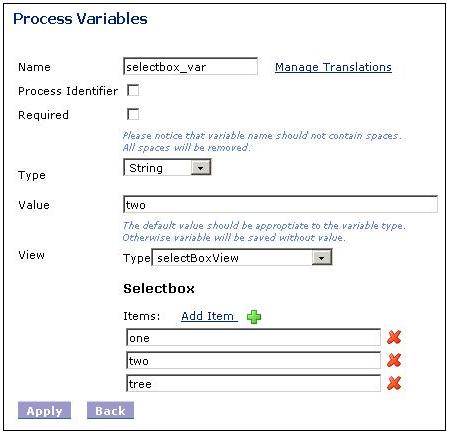 Process Variables
Name selectbox_var Manage Translations
Process Identifier
Required
Please notice that variable name should not contain spaces.
All spaces will be removed.
Type String
Value two
The default value should be appropriate to the variable type.
Otherwise variable will be saved without value.
View Type selectBoxView
Selectbox
Items: Add Item
one
two
tree
Apply Back